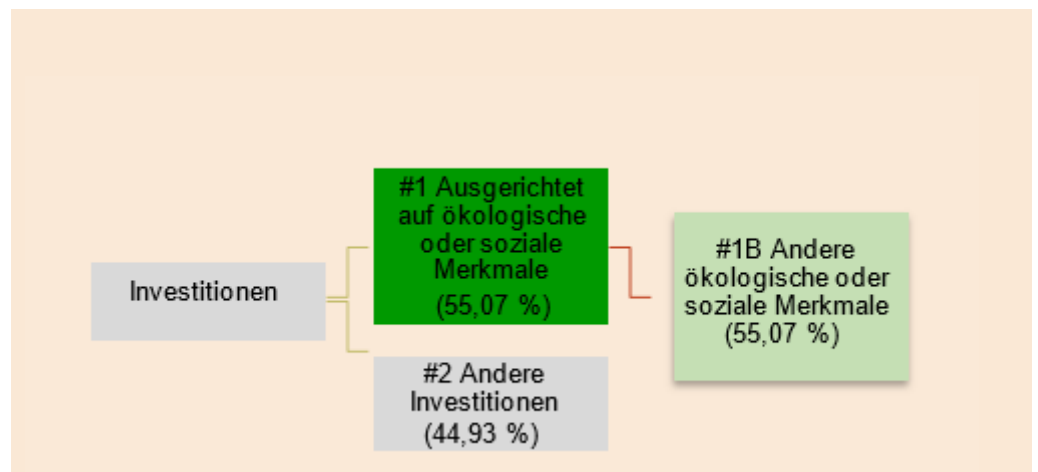 Investitionen
#1 Ausgerichtet
auf ökologische
oder soziale
Merkmale
(55,07 %)
#2 Andere
Investitionen
(44,93 %)
#1B Andere
ökologische oder
soziale Merkmale
(55,07 %)